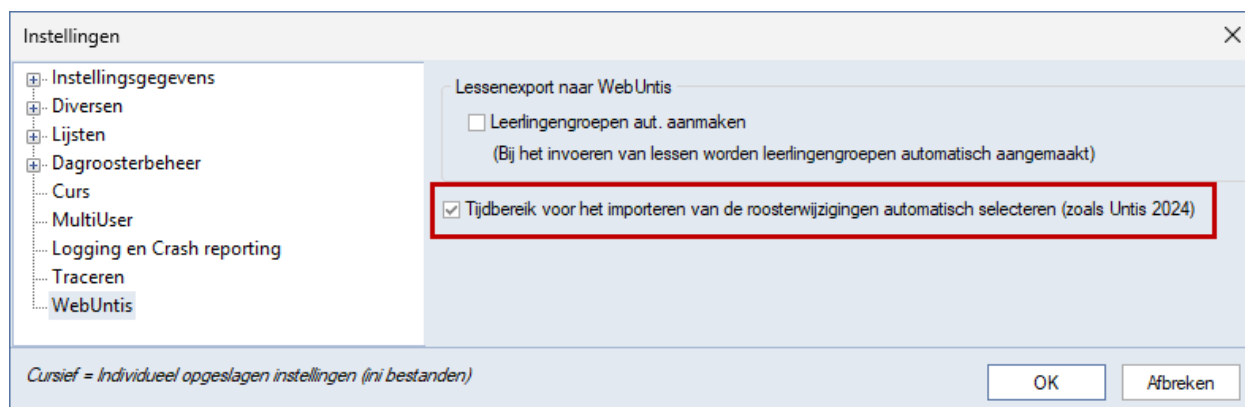 Instellingen
Instellingsgegevens
Diversen
Lijsten
Dagroosterbeheer
Curs
MultiUser
Logging en Crash reporting
Traceren
WebUntis
Lessenexport naar WebUntis
Leerlingengroepen aut. aanmaken
(Bij het invoeren van lessen worden leerlingengroepen automatisch aangemaakt)
Tijdbereik voor het importeren van de roosterwijzigingen automatisch selecteren (zoals Untis 2024)
Cursief = Individueel opgeslagen instellingen (ini bestanden)
OK
Afbreken